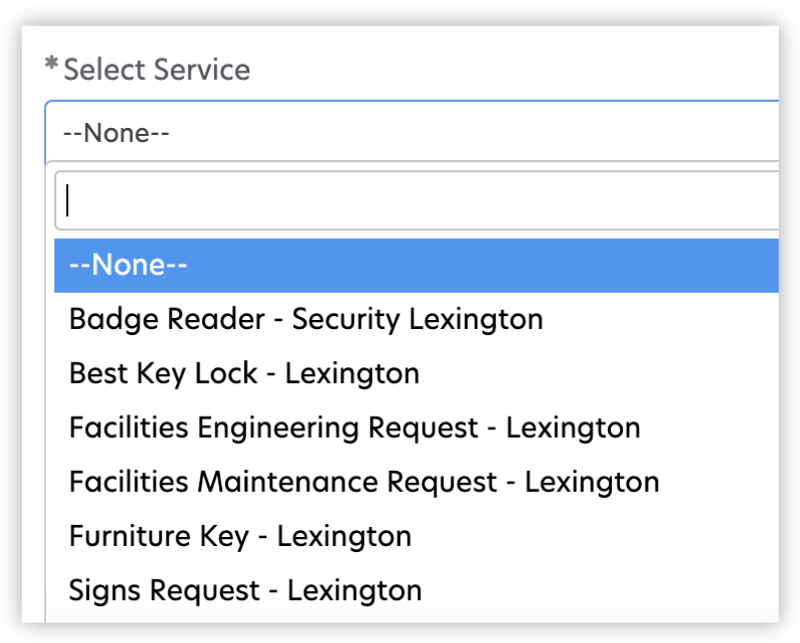 *Select Service
--None--
--None--
Badge Reader - Security Lexington
Best Key Lock - Lexington
Facilities Engineering Request - Lexington
Facilities Maintenance Request - Lexington
Furniture Key - Lexington
Signs Request - Lexington